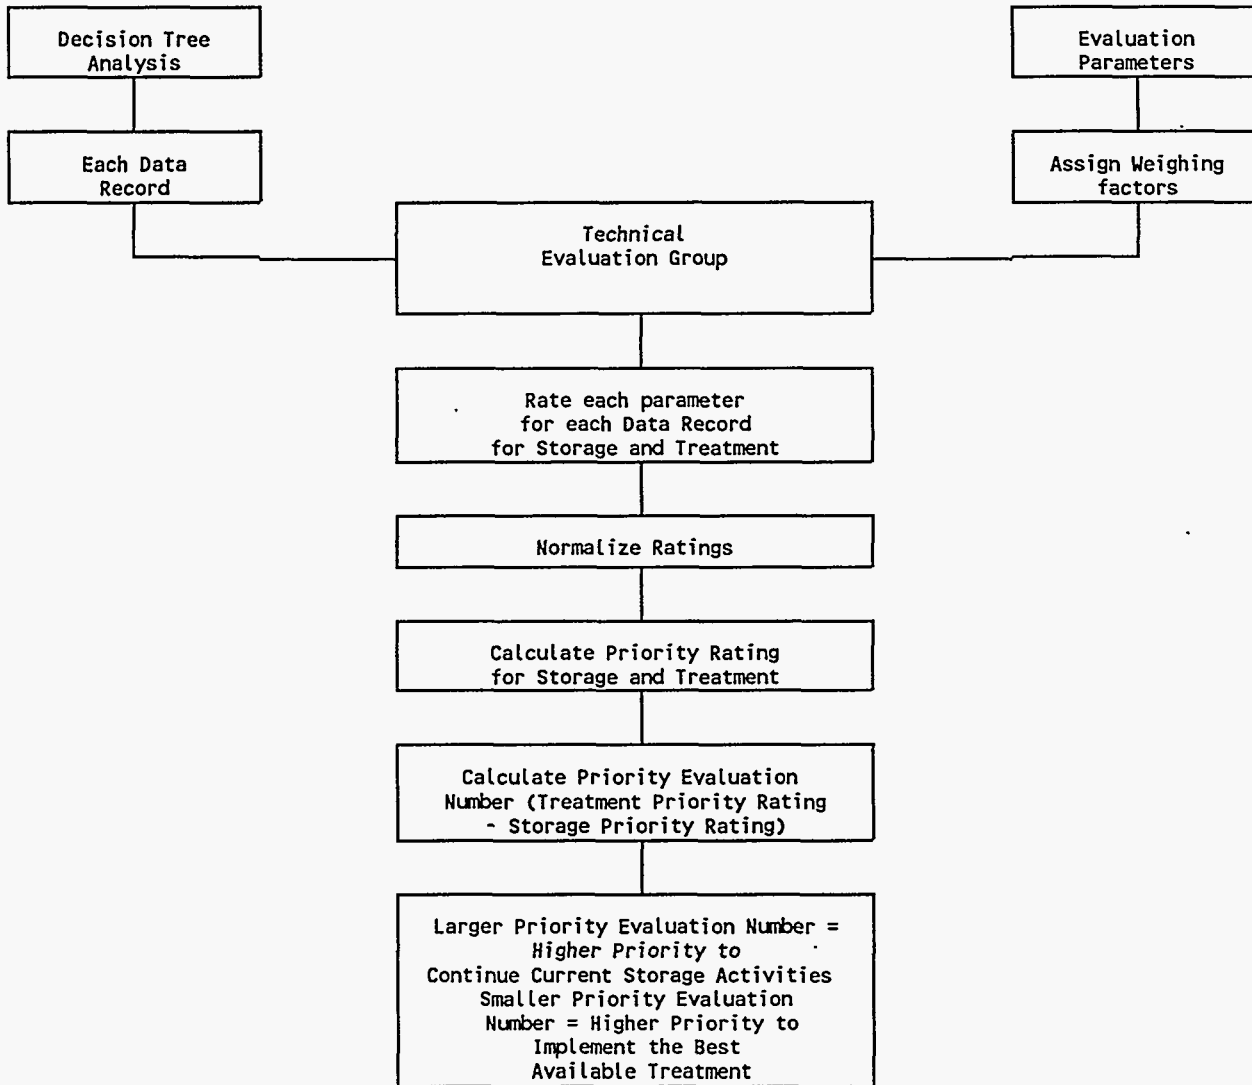 Decision Tree
Analysis
Evaluation
Parameters
Each Data
Record
Assign Weighing
factors
Technical
Evaluation Group
Rate each parameter
for each Data Record
for Storage and Treatment
Normalize Ratings
Calculate Priority Rating
for Storage and Treatment
Calculate Priority Evaluation
Number (Treatment Priority Rating
- Storage Priority Rating)
Larger Priority Evaluation Number =
Higher Priority to
Continue Current Storage Activities
Smaller Priority Evaluation
Number = Higher Priority to
Implement the Best
Available Treatment